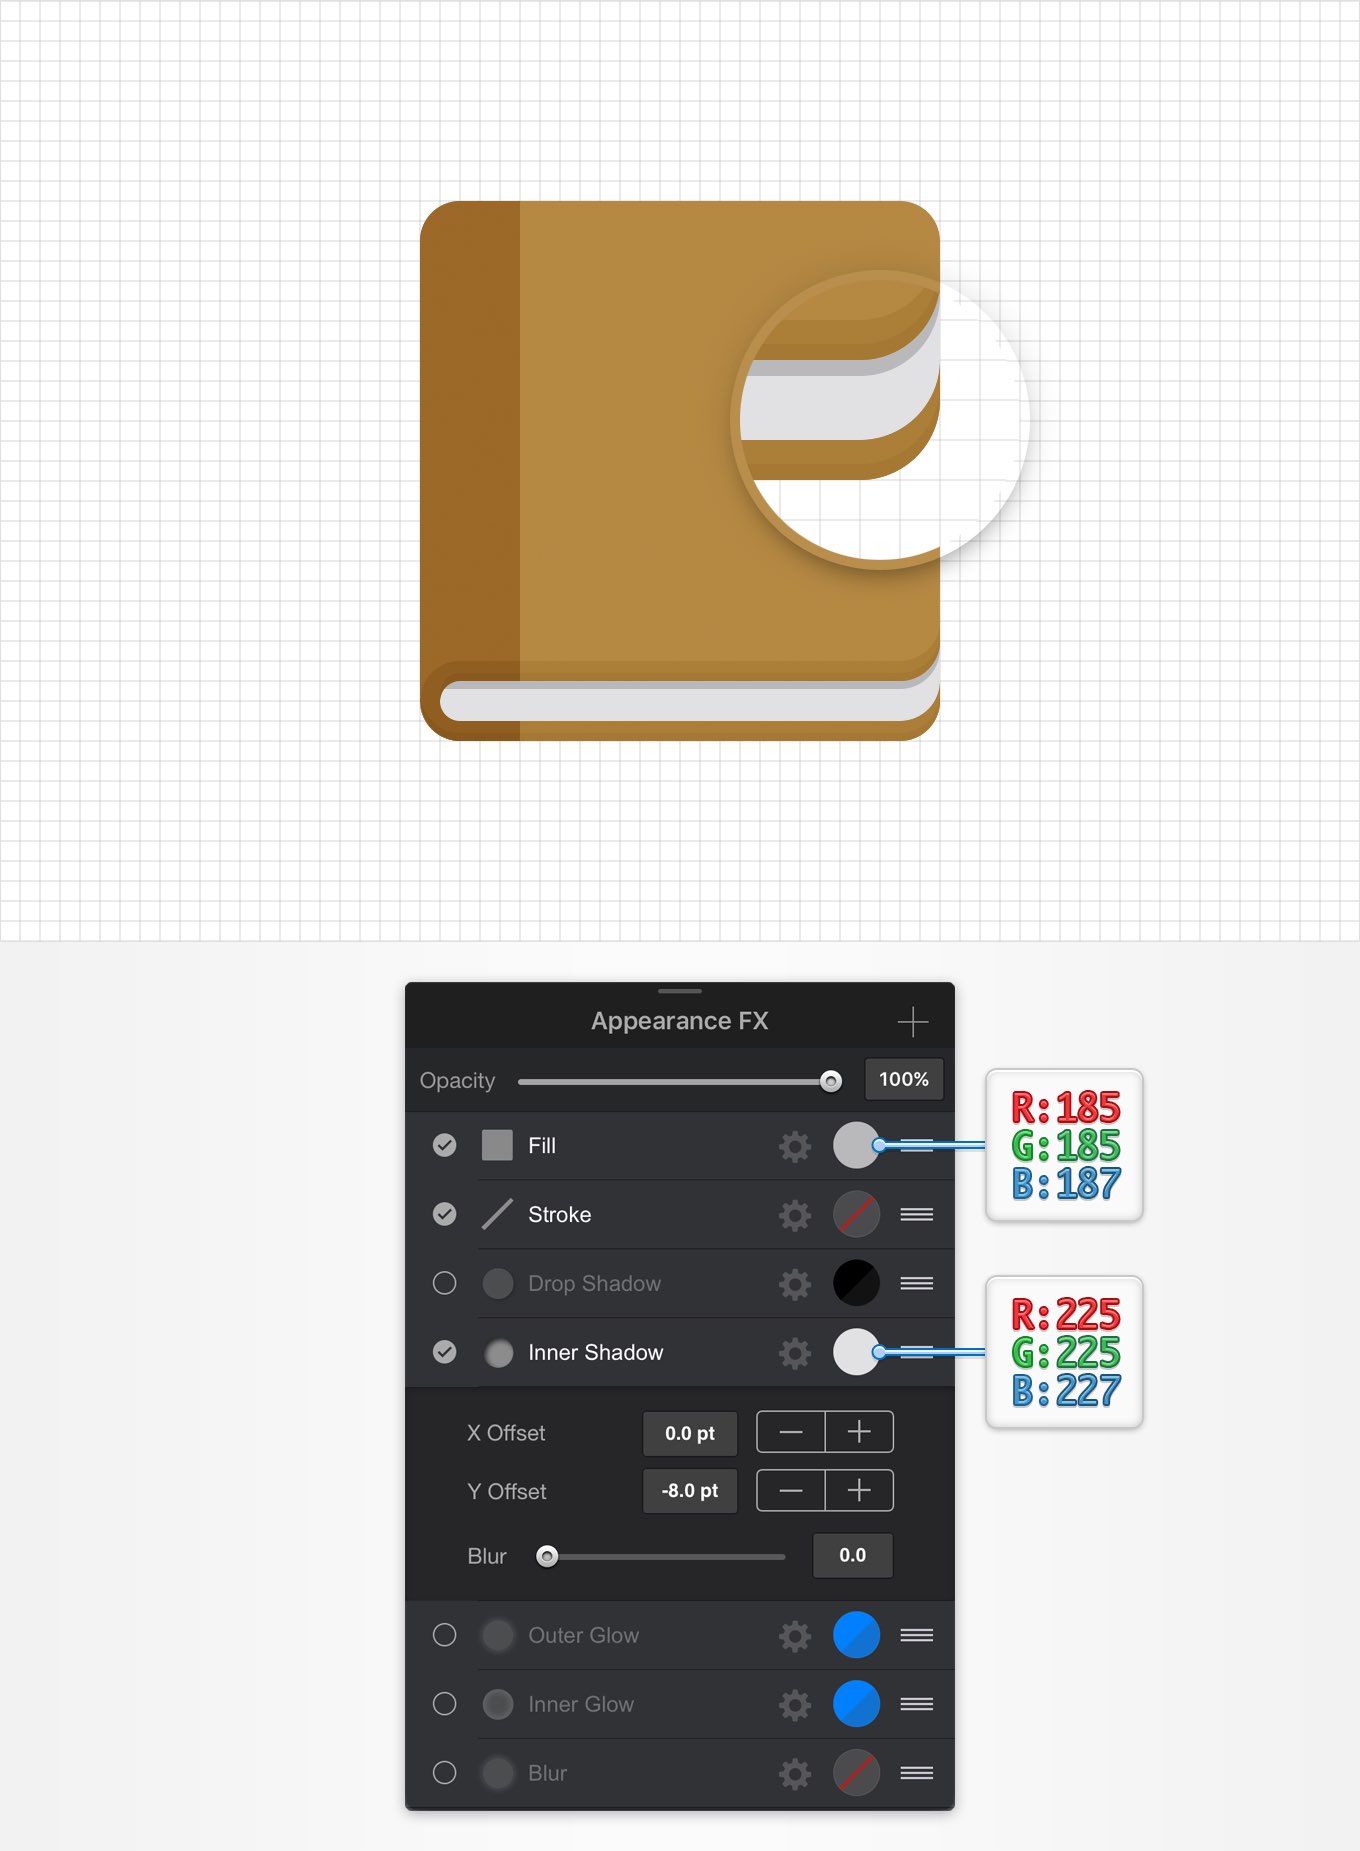 Appearance FX
Opacity 100%
Fill
R:185
G:185
B:187
Stroke
Drop Shadow
Inner Shadow
R:225
G:225
B:227
X Offset 0.0 pt
Y Offset -8.0 pt
Blur 0.0
Outer Glow
Inner Glow
Blur